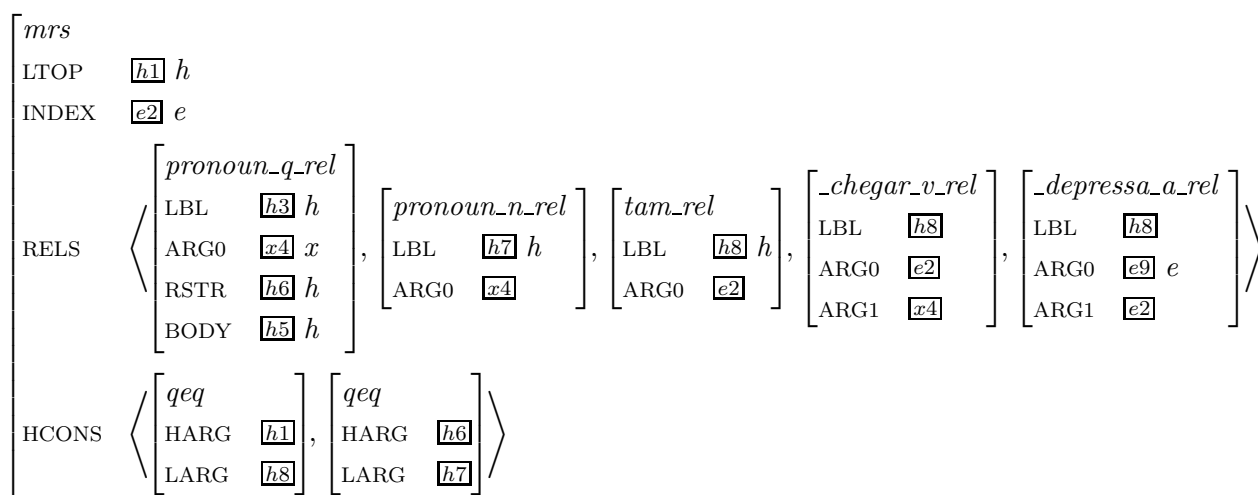 mrs
LTOP h1 h
INDEX e2 e
RELS ⟨ [pronoun_q_rel LBL h3 h ARG0 x4 x RSTR h6 h BODY h5 h], [pronoun_n_rel LBL h7 h ARG0 x4], [tam_rel LBL h8 h ARG0 e2], [_chegar_v_rel LBL h8 ARG0 e2 ARG1 x4], [_depressa_a_rel LBL h8 ARG0 e9 e ARG1 e2] ⟩
HCONS ⟨ [qeq HARG h1 LARG h8], [qeq HARG h6 LARG h7] ⟩